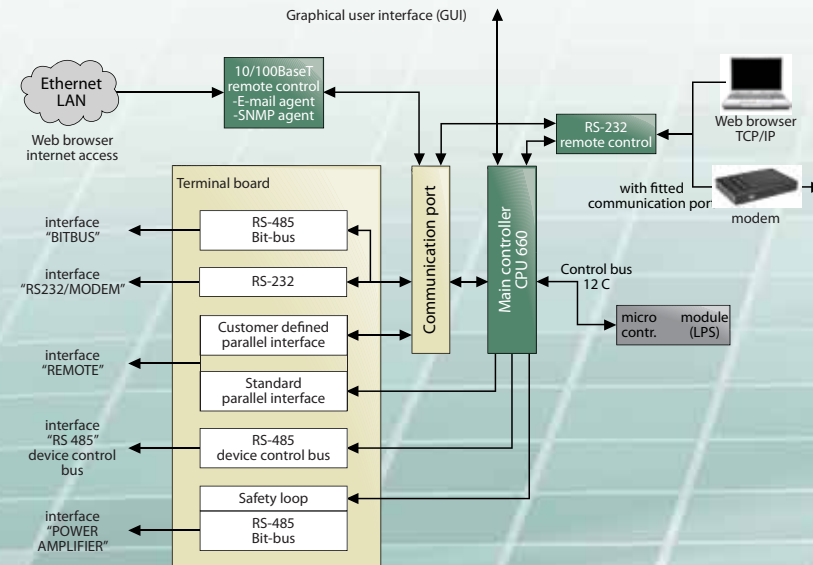 Graphical user interface (GUI)
Ethernet
LAN
Web browser
internet access
10/100BaseT
remote control
-E-mail agent
-SNMP agent
RS-232
remote control
Web browser
TCP/IP
with fitted
communication por
modem
Terminal board
interface
"BITBUS"
RS-485
Bit-bus
interface
"RS232/MODEM"
RS-232
interface
"REMOTE"
Customer defined
parallel interface
Standard
parallel interface
interface
"RS 485"
device control
bus
RS-485
device control bus
Safety loop
interface
"POWER
AMPLIFIER"
RS-485
Bit-bus
Communication port
Main controller
CPU 660
Control bus
12 C
micro module
contr. (LPS)